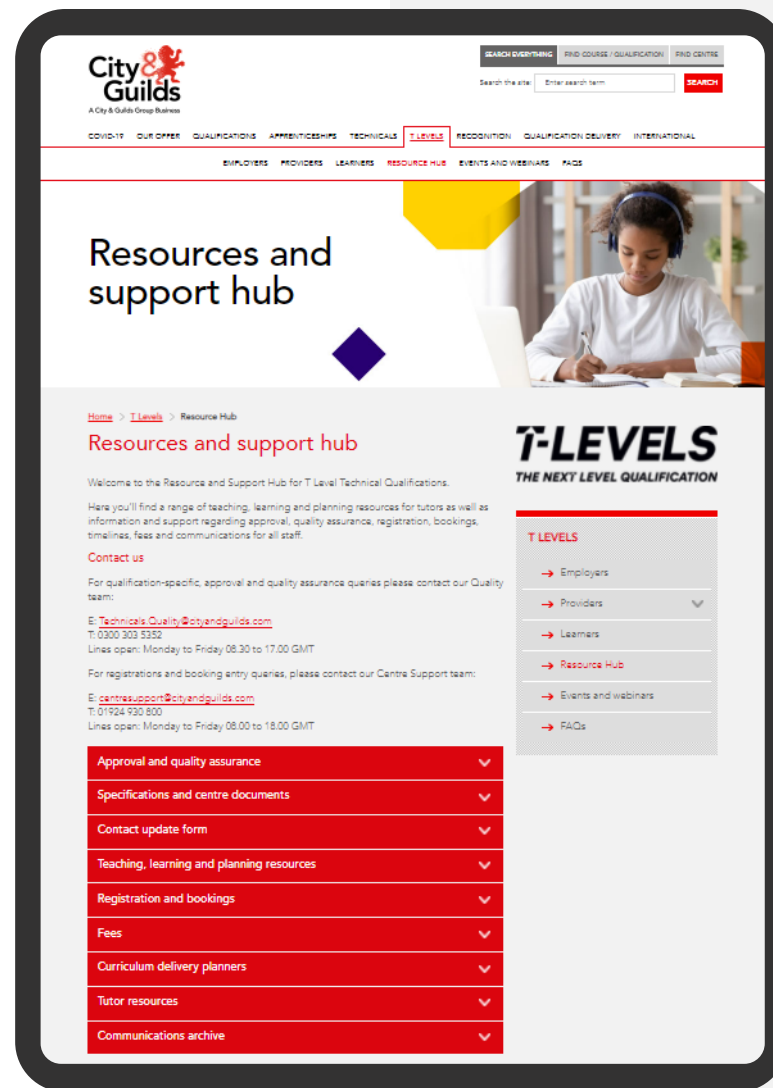 City&
Guilds
A City & Guilds Group Business
SEARCH EVERYTHING FIND COURSE / QUALIFICATION FIND CENTRE
Search the site: Enter search term SEARCH
COVID-19 OUR OFFER QUALIFICATIONS APPRENTICESHIPS TECHNICALS T LEVELS RECOGNITION QUALIFICATION DELIVERY INTERNATIONAL
EMPLOYERS PROVIDERS LEARNERS RESOURCE HUB EVENTS AND WEBINARS FAQS
Resources and
support hub
Home > T Levels > Resource Hub
Resources and support hub
Welcome to the Resource and Support Hub for T Level Technical Qualifications.
Here you'll find a range of teaching, learning and planning resources for tutors as well as
information and support regarding approval, quality assurance, registration, bookings,
timelines, fees and communications for all staff.
Contact us
For qualification-specific, approval and quality assurance queries please contact our Quality
team:
E: Technicals.Quality@cityandguilds.com
T: 0300 303 5352
Lines open: Monday to Friday 08.30 to 17.00 GMT
For registrations and booking entry queries, please contact our Centre Support team:
E: centresupport@cityandguilds.com
T: 01924 930 800
Lines open: Monday to Friday 08.00 to 18.00 GMT
Approval and quality assurance
Specifications and centre documents
Contact update form
Teaching, learning and planning resources
Registration and bookings
Fees
Curriculum delivery planners
Tutor resources
Communications archive
T-LEVELS
THE NEXT LEVEL QUALIFICATION
T LEVELS
Employers
Providers
Learners
Resource Hub
Events and webinars
FAQs